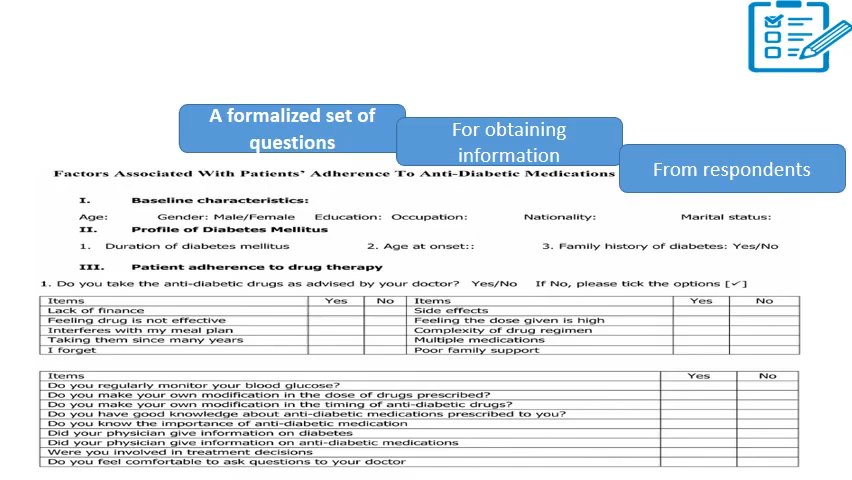 A formalized set of
questions
For obtaining
information
From respondents
Factors Associated With Patients' Adherence To Anti-Diabetic Medications
I. Baseline characteristics:
Age: Gender: Male/Female Education: Occupation: Nationality: Marital status:
II. Profile of Diabetes Mellitus
1. Duration of diabetes mellitus 2. Age at onset:: 3. Family history of diabetes: Yes/No
III. Patient adherence to drug therapy
1. Do you take the anti-diabetic drugs as advised by your doctor? Yes/No If No, please tick the options [✓]
Items Yes No Items Yes No
Lack of finance Side effects
Feeling drug is not effective Feeling the dose given is high
Interferes with my meal plan Complexity of drug regimen
Taking them since many years Multiple medications
I forget Poor family support
Items Yes No
Do you regularly monitor your blood glucose?
Do you make your own modification in the dose of drugs prescribed?
Do you make your own modification in the timing of anti-diabetic drugs?
Do you have good knowledge about anti-diabetic medications prescribed to you?
Do you know the importance of anti-diabetic medication
Did your physician give information on diabetes
Did your physician give information on anti-diabetic medications
Were you involved in treatment decisions
Do you feel comfortable to ask questions to your doctor